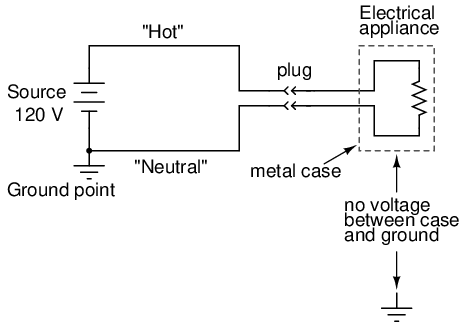 Electrical
appliance
"Hot"
plug
Source
120 V
"Neutral"
metal case
Ground point
no voltage
between case
and ground